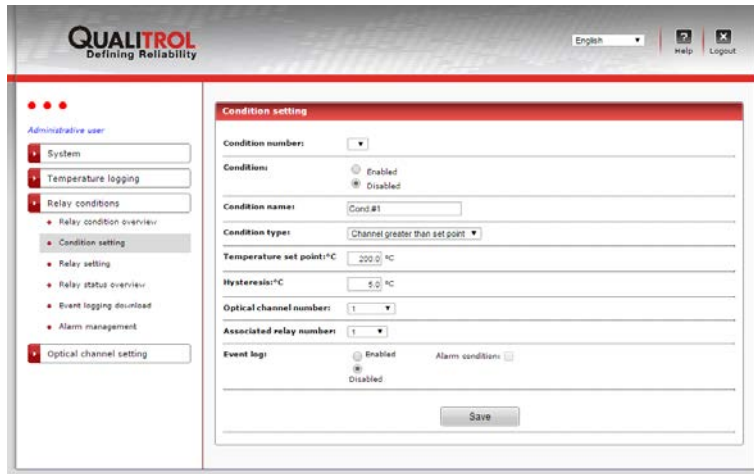 QUALITROL
Defining Reliability
English
Help
Logout
Administrative user
System
Temperature logging
Relay conditions
Relay condition overview
Condition setting
Relay setting
Relay status overview
Event logging download
Alarm management
Optical channel setting
Condition setting
Condition number:
Condition:
Enabled
Disabled
Condition name:
Cond.#1
Condition type:
Channel greater than set point
Temperature set point:°C
200.0 °C
Hysteresis:°C
5.0 °C
Optical channel number:
1
Associated relay number:
1
Event log:
Enabled
Alarm condition:
Disabled
Save